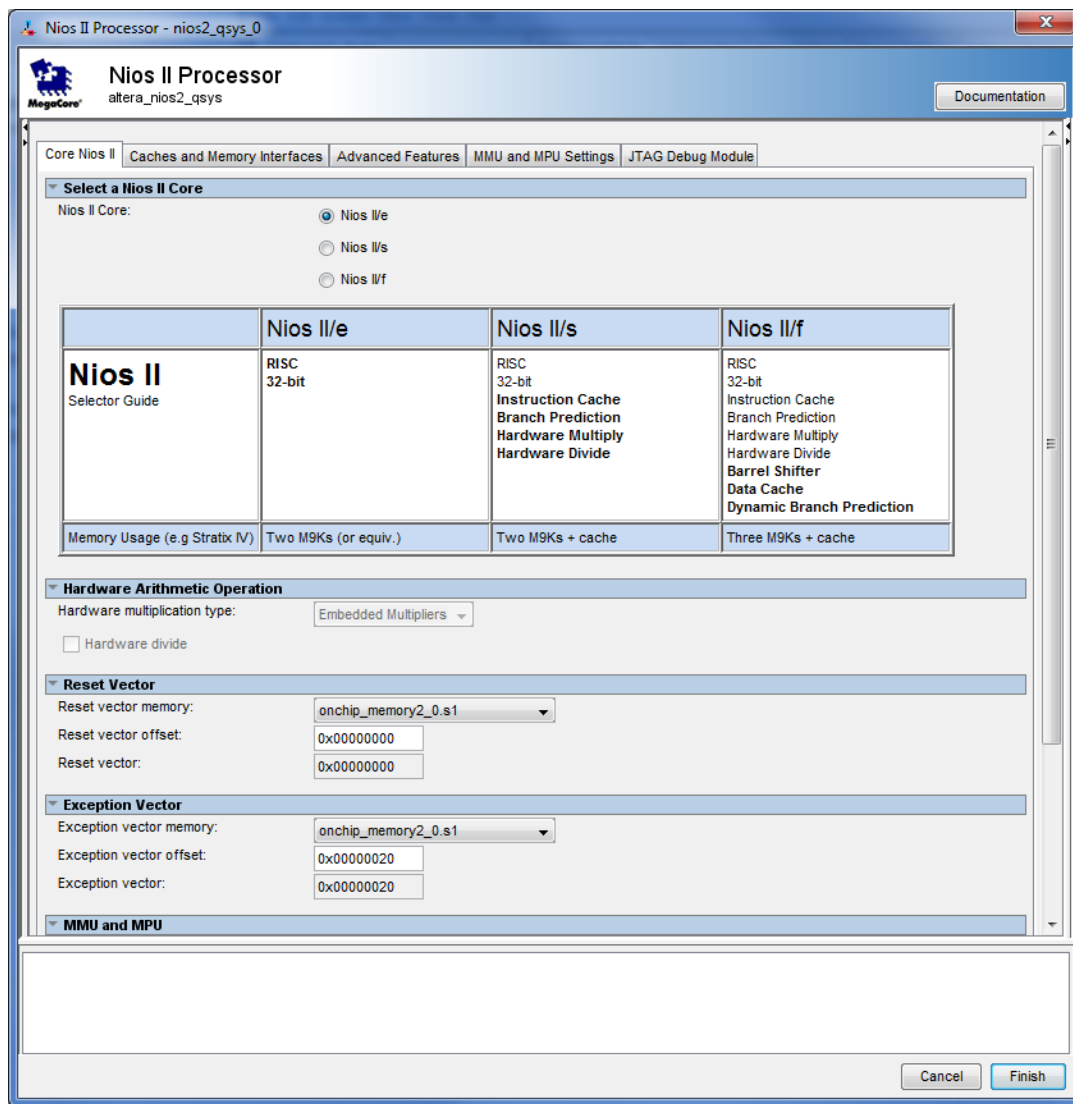 Nios II Processor - nios2_qsys_0
X
MegaCore®
Nios II Processor
altera_nios2_qsys
Documentation
Core Nios II Caches and Memory Interfaces Advanced Features MMU and MPU Settings JTAG Debug Module
Select a Nios II Core
Nios II Core:
Nios II/e
Nios II/s
Nios II/f
Nios II/e Nios II/s Nios II/f
Nios II
Selector Guide
RISC
32-bit
RISC
32-bit
Instruction Cache
Branch Prediction
Hardware Multiply
Hardware Divide
RISC
32-bit
Instruction Cache
Branch Prediction
Hardware Multiply
Hardware Divide
Barrel Shifter
Data Cache
Dynamic Branch Prediction
Memory Usage (e.g Stratix IV) Two M9Ks (or equiv.) Two M9Ks + cache Three M9Ks + cache
Hardware Arithmetic Operation
Hardware multiplication type: Embedded Multipliers
Hardware divide
Reset Vector
Reset vector memory: onchip_memory2_0.s1
Reset vector offset: 0x00000000
Reset vector: 0x00000000
Exception Vector
Exception vector memory: onchip_memory2_0.s1
Exception vector offset: 0x00000020
Exception vector: 0x00000020
MMU and MPU
Cancel Finish